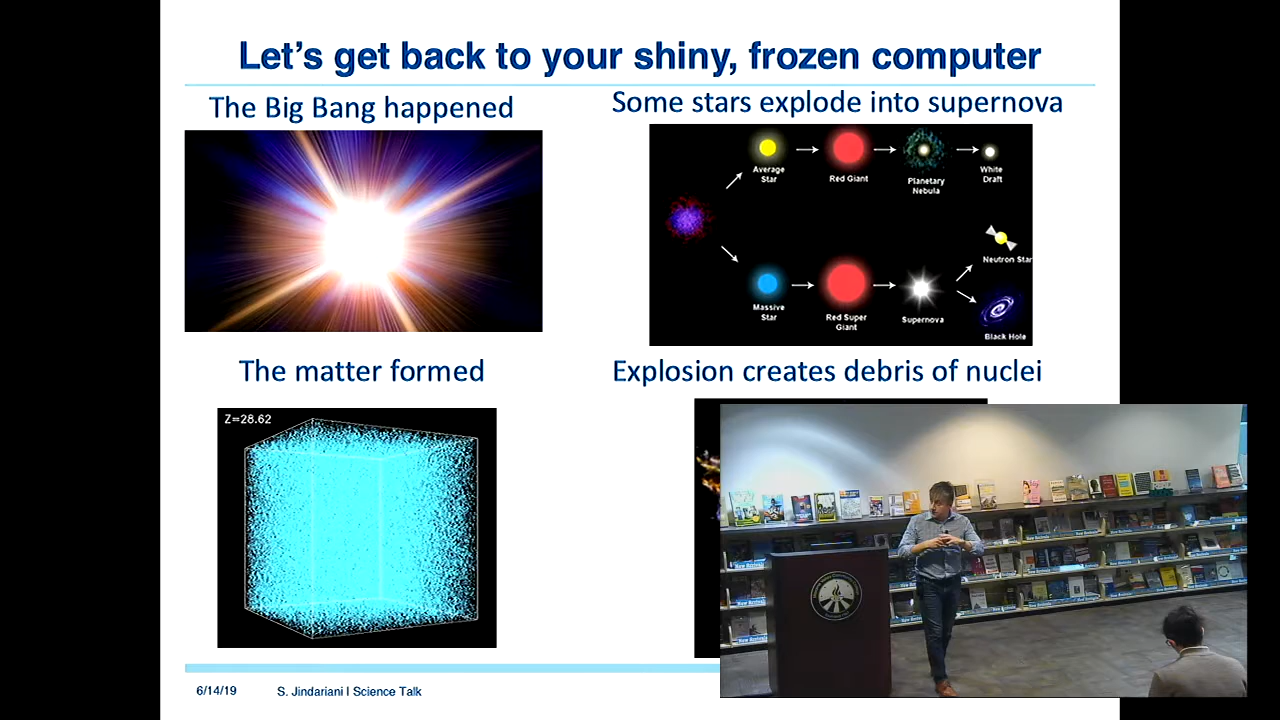 Let's get back to your shiny, frozen computer
The Big Bang happened
Some stars explode into supernova
Average
Star
Red Giant
Planetary
Nebula
White
Draft
Neutron Star
Massive
Star
Red Super
Giant
Supernova
Black Hole
The matter formed
Explosion creates debris of nuclei
Z=28.62
6/14/19
S. Jindariani | Science Talk